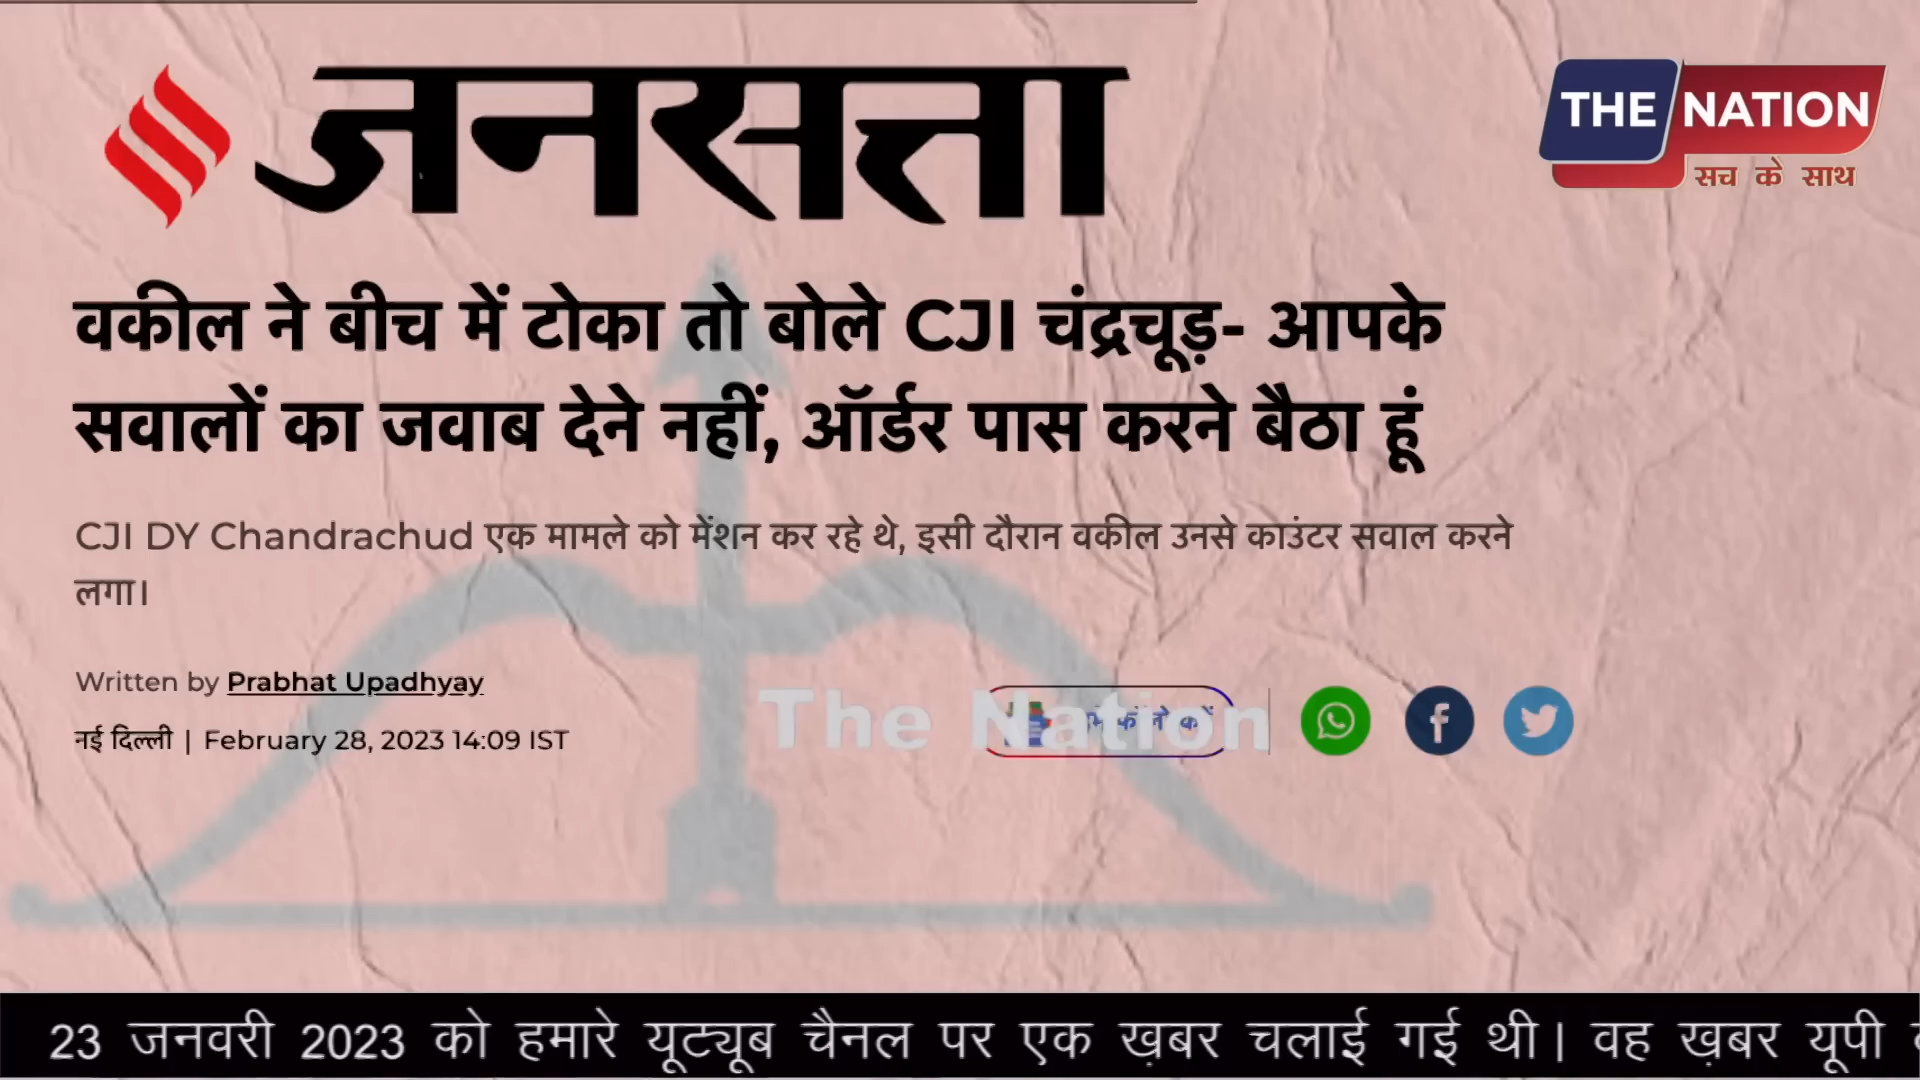 जनसत्ता
THE NATION
सच के साथ
वकील ने बीच में टोका तो बोले CJI चंद्रचूड़- आपके
सवालों का जवाब देने नहीं, ऑर्डर पास करने बैठा हूं
CJI DY Chandrachud एक मामले को मेंशन कर रहे थे, इसी दौरान वकील उनसे काउंटर सवाल करने
लगा।
Written by Prabhat Upadhyay
The Nation
नई दिल्ली | February 28, 2023 14:09 IST
23 जनवरी 2023 को हमारे यूट्यूब चैनल पर एक ख़बर चलाई गई थी। वह ख़बर यूपी